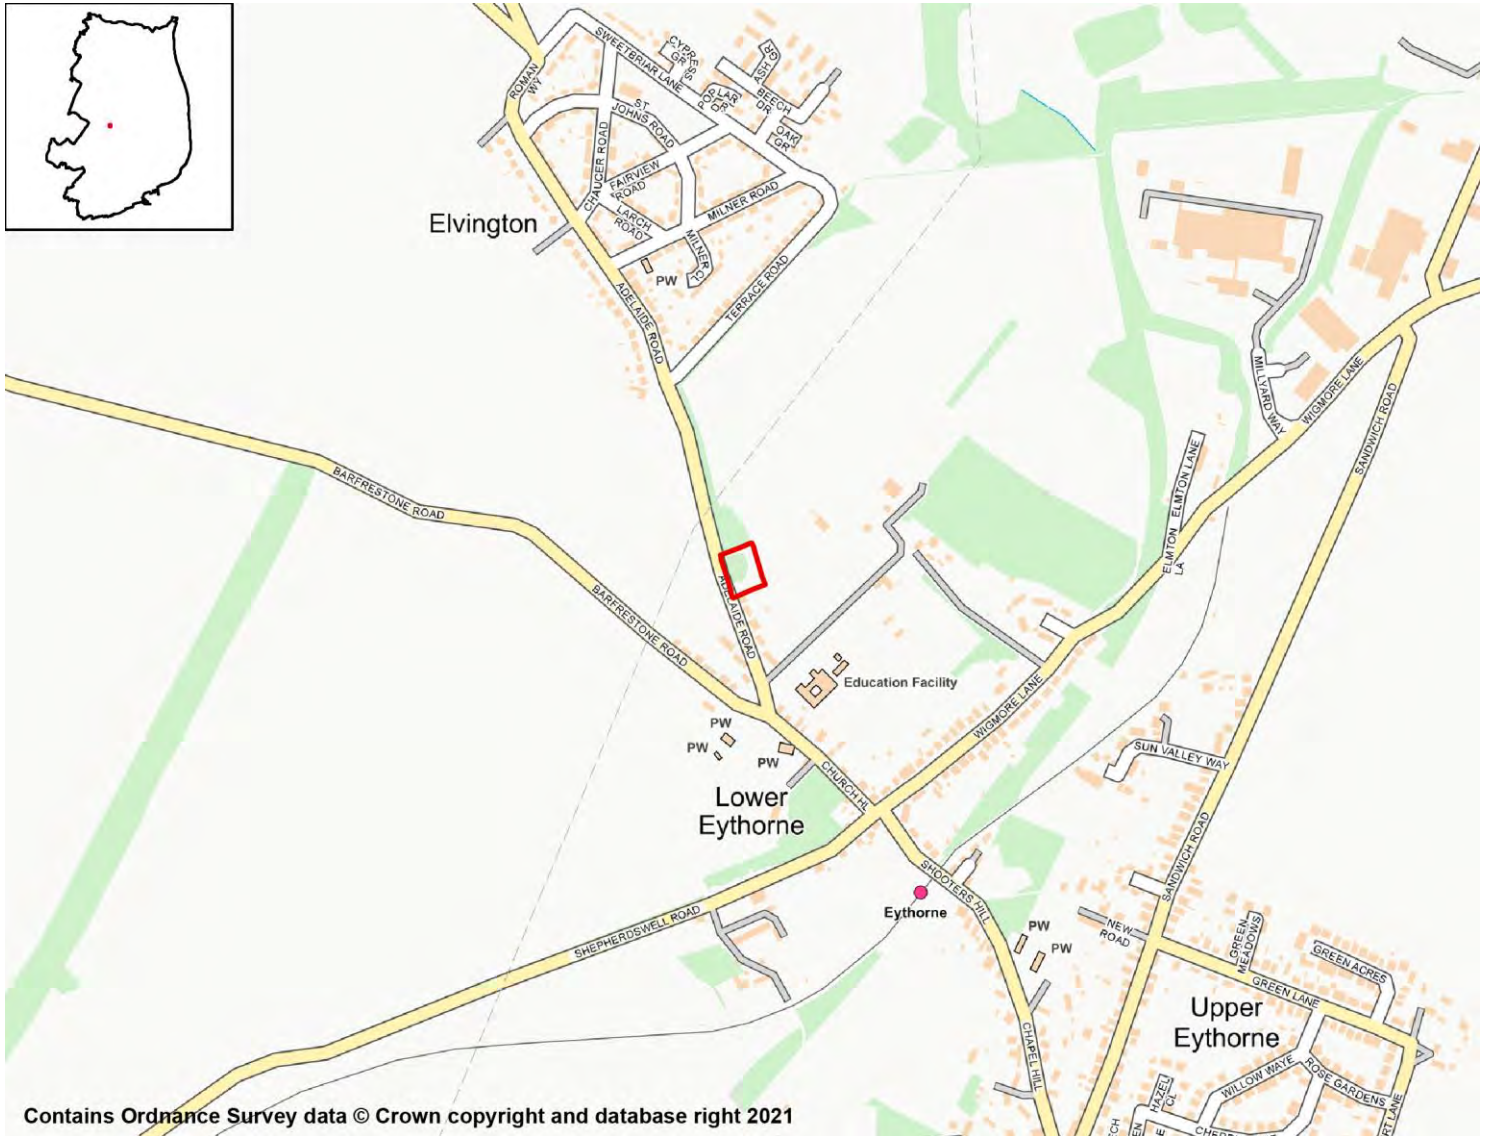 ROMAN
WY
SWEETBRIAR LANE
CYPRESS
GR
ASH GR
BEECH
DR
OAK
GR
ST
JOHNS ROAD
CHAUCER ROAD
FAIRVIEW
ROAD
LARCH
ROAD
MILNER ROAD
MILNER
CL
Elvington
PW
TERRACE ROAD
ADELAIDE ROAD
MILLYARD WAY
WIGMORE LANE
SANDWICH ROAD
BARFRESTONE ROAD
ELMTON LANE
ELMTON
LA
ADELAIDE ROAD
BARFRESTONE ROAD
Education Facility
WIGMORE LANE
PW
PW
PW
SUN VALLEY WAY
CHURCH HL
Lower
Eythorne
SANDWICH ROAD
SHOOTERS HILL
Eythorne
SHEPHERDSWELL ROAD
PW
PW
NEW
ROAD
GREEN
MEADOWS
GREEN ACRES
GREEN LANE
Upper
Eythorne
CHAPEL HILL
WILLOW WAYE
ROSE GARDENS
HAZEL
CL
RT LANE
Contains Ordnance Survey data © Crown copyright and database right 2021